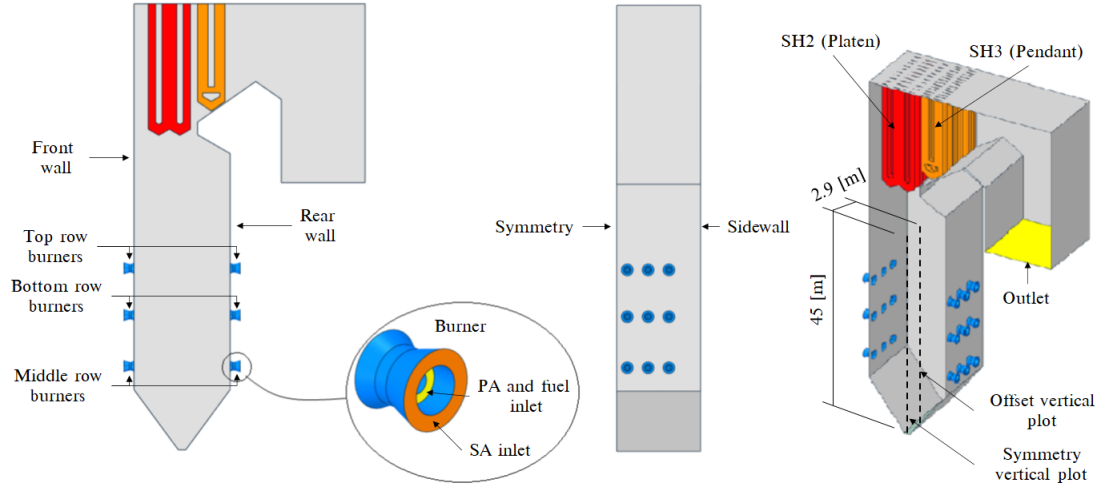 Front
wall
Rear
wall
Top row
burners
Bottom row
burners
Middle row
burners
Burner
PA and fuel
inlet
SA inlet
Symmetry
Sidewall
SH2 (Platen)
SH3 (Pendant)
2.9 [m]
45 [m]
Outlet
Offset vertical
plot
Symmetry
vertical plot